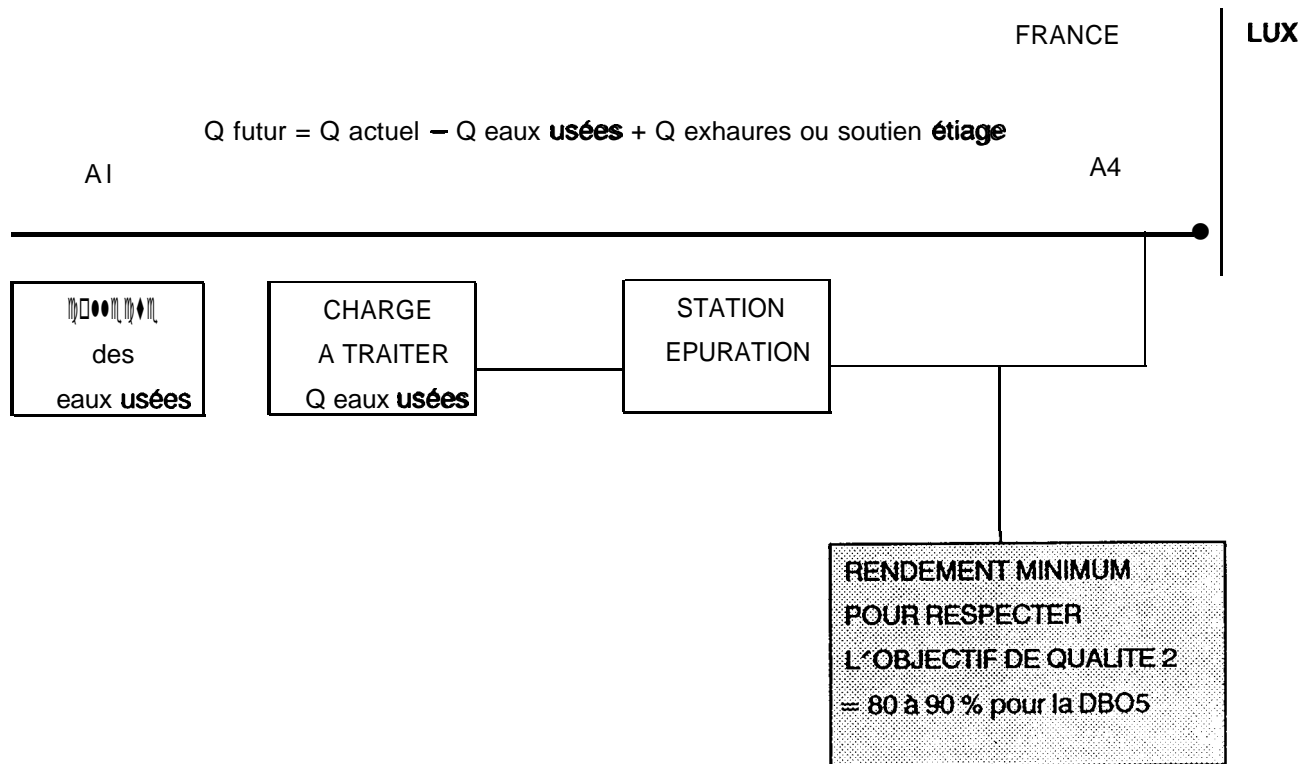 FRANCE
LUX
Q futur = Q actuel – Q eaux usées + Q exhaures ou soutien étiage
A1
A4
des
eaux usées
CHARGE
A TRAITER
Q eaux usées
STATION
EPURATION
RENDEMENT MINIMUM
POUR RESPECTER
L'OBJECTIF DE QUALITE 2
= 80 à 90 % pour la DBO5